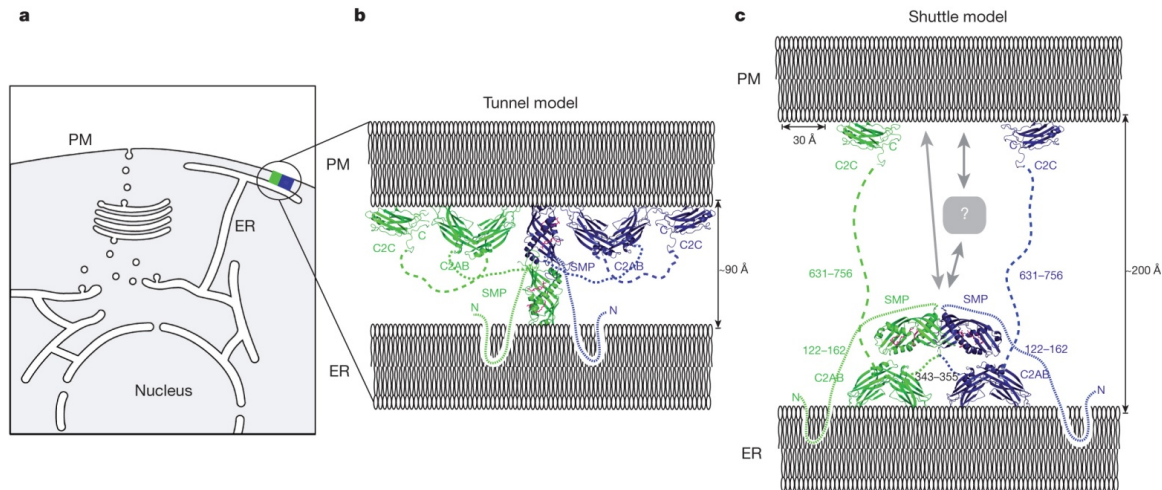 a
PM
ER
Nucleus
b
Tunnel model
PM
C2C
C
C2AB
SMP
SMP
C2AB
C
C2C
N
N
~90 Å
ER
c
Shuttle model
PM
30 Å
C
C2C
C
C2C
?
631–756
631–756
~200 Å
SMP
SMP
122–162
122–162
C2AB
343–355
C2AB
N
N
ER